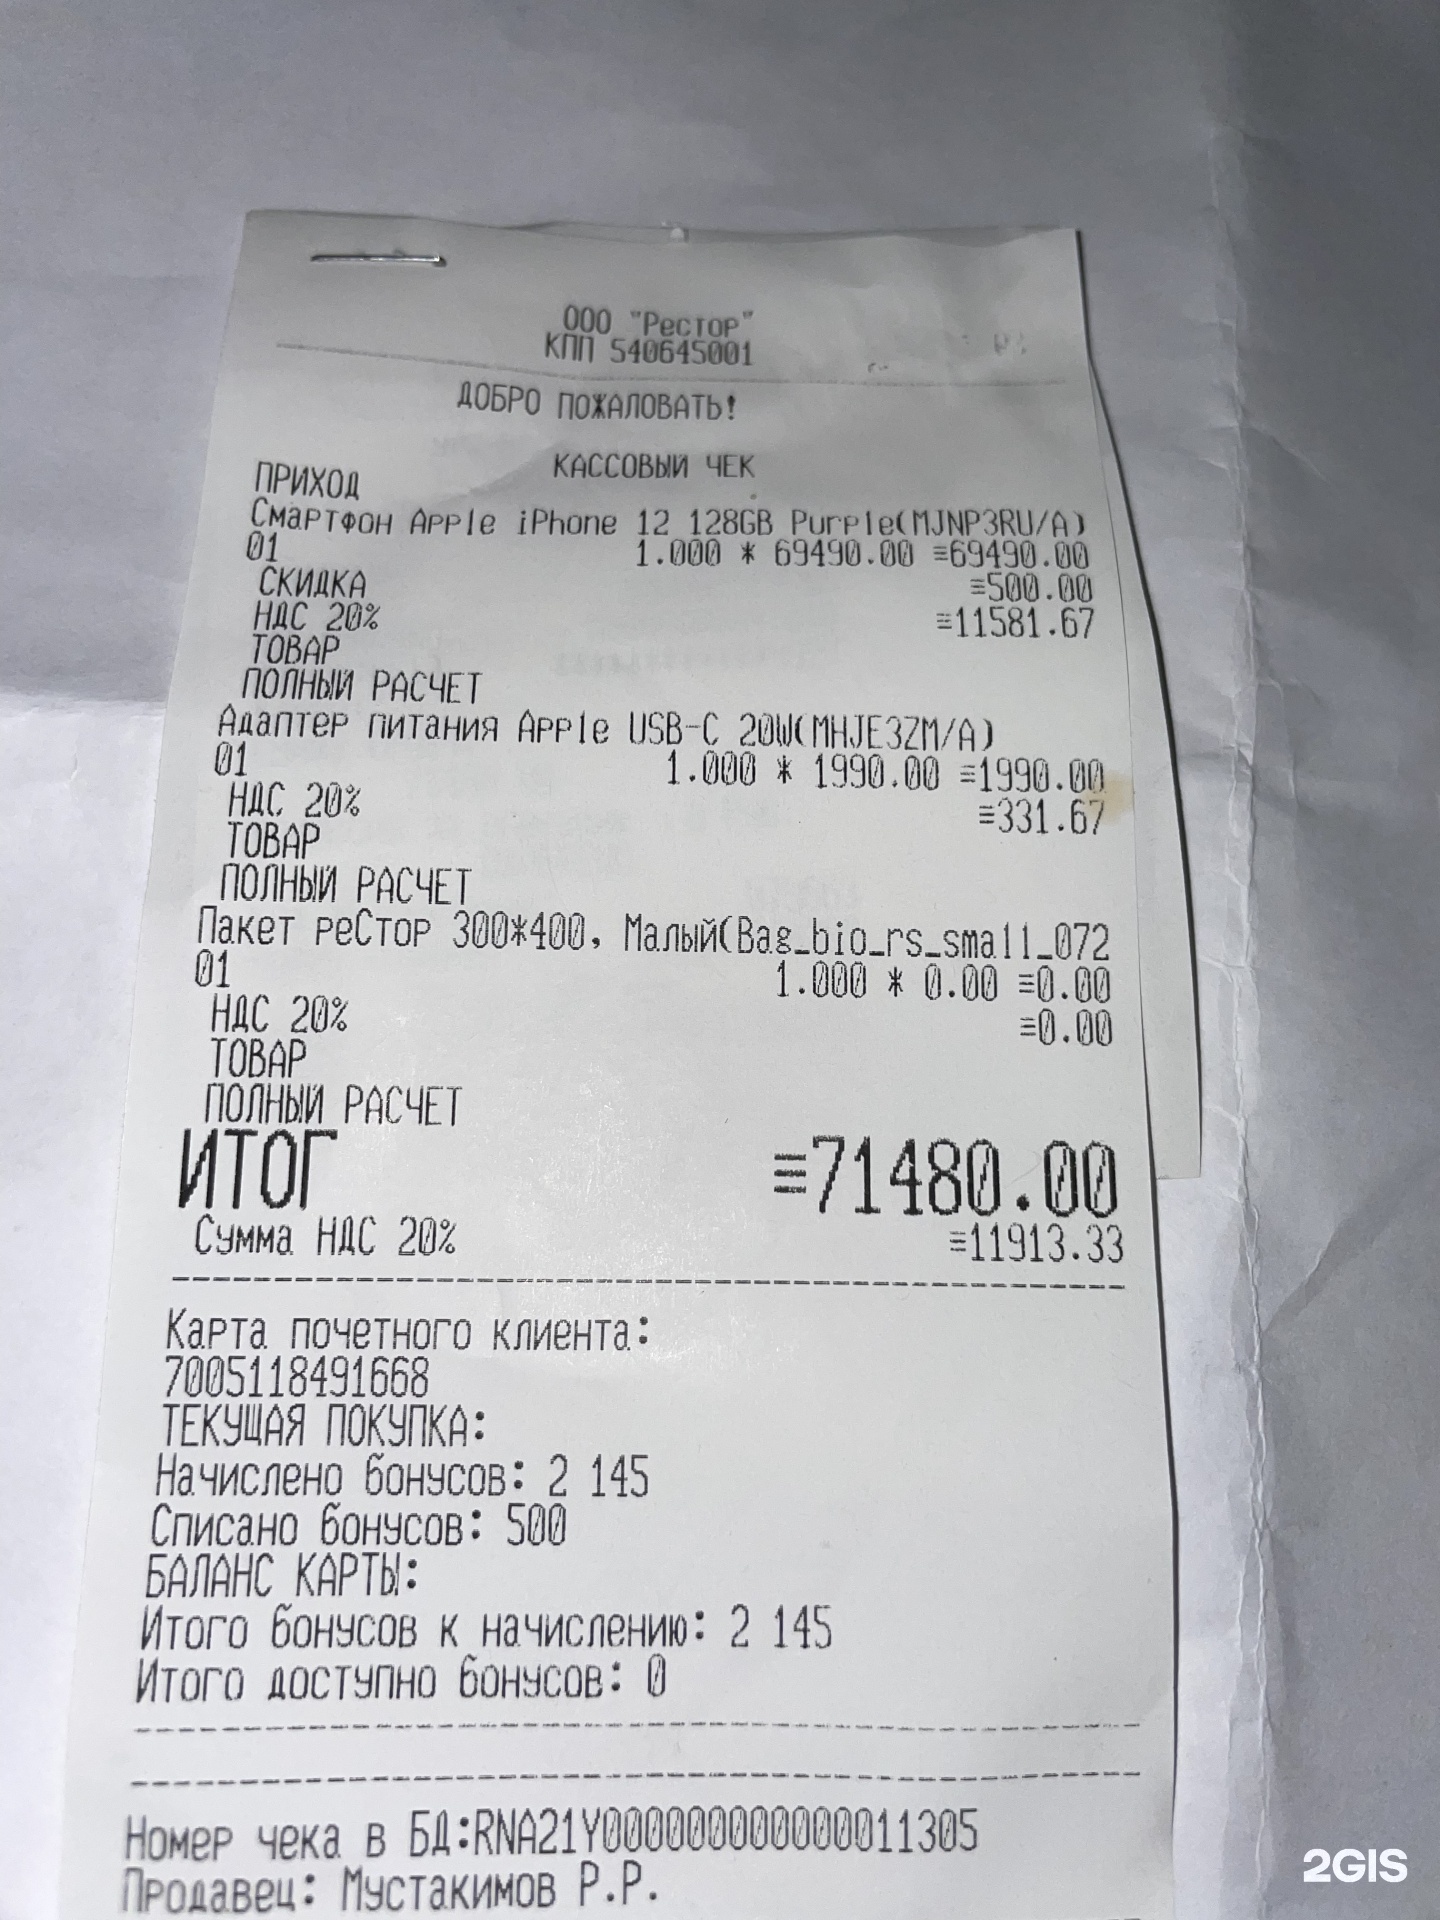 ООО "Рестор"
КПП 540645001
ДОБРО ПОЖАЛОВАТЬ!
КАССОВЫЙ ЧЕК
ПРИХОД
Смартфон Apple iPhone 12 128GB Purple(MJNP3RU/A)
01 1.000 * 69490.00 ≡69490.00
СКИДКА ≡500.00
НДС 20% ≡11581.67
ТОВАР
ПОЛНЫЙ РАСЧЕТ
Адаптер питания Apple USB-C 20W(MHJE3ZM/A)
01 1.000 * 1990.00 ≡1990.00
НДС 20% ≡331.67
ТОВАР
ПОЛНЫЙ РАСЧЕТ
Пакет реСтор 300*400, Малый(Bag_bio_rs_small_072
01 1.000 * 0.00 ≡0.00
НДС 20% ≡0.00
ТОВАР
ПОЛНЫЙ РАСЧЕТ
ИТОГ ≡71480.00
Сумма НДС 20% ≡11913.33
Карта почетного клиента:
7005118491668
ТЕКУЩАЯ ПОКУПКА:
Начислено бонусов: 2 145
Списано бонусов: 500
БАЛАНС КАРТЫ:
Итого бонусов к начислению: 2 145
Итого доступно бонусов: 0
Номер чека в БД:RNA21Y000000000000011305
Продавец: Мустакимов Р.Р.
2GIS